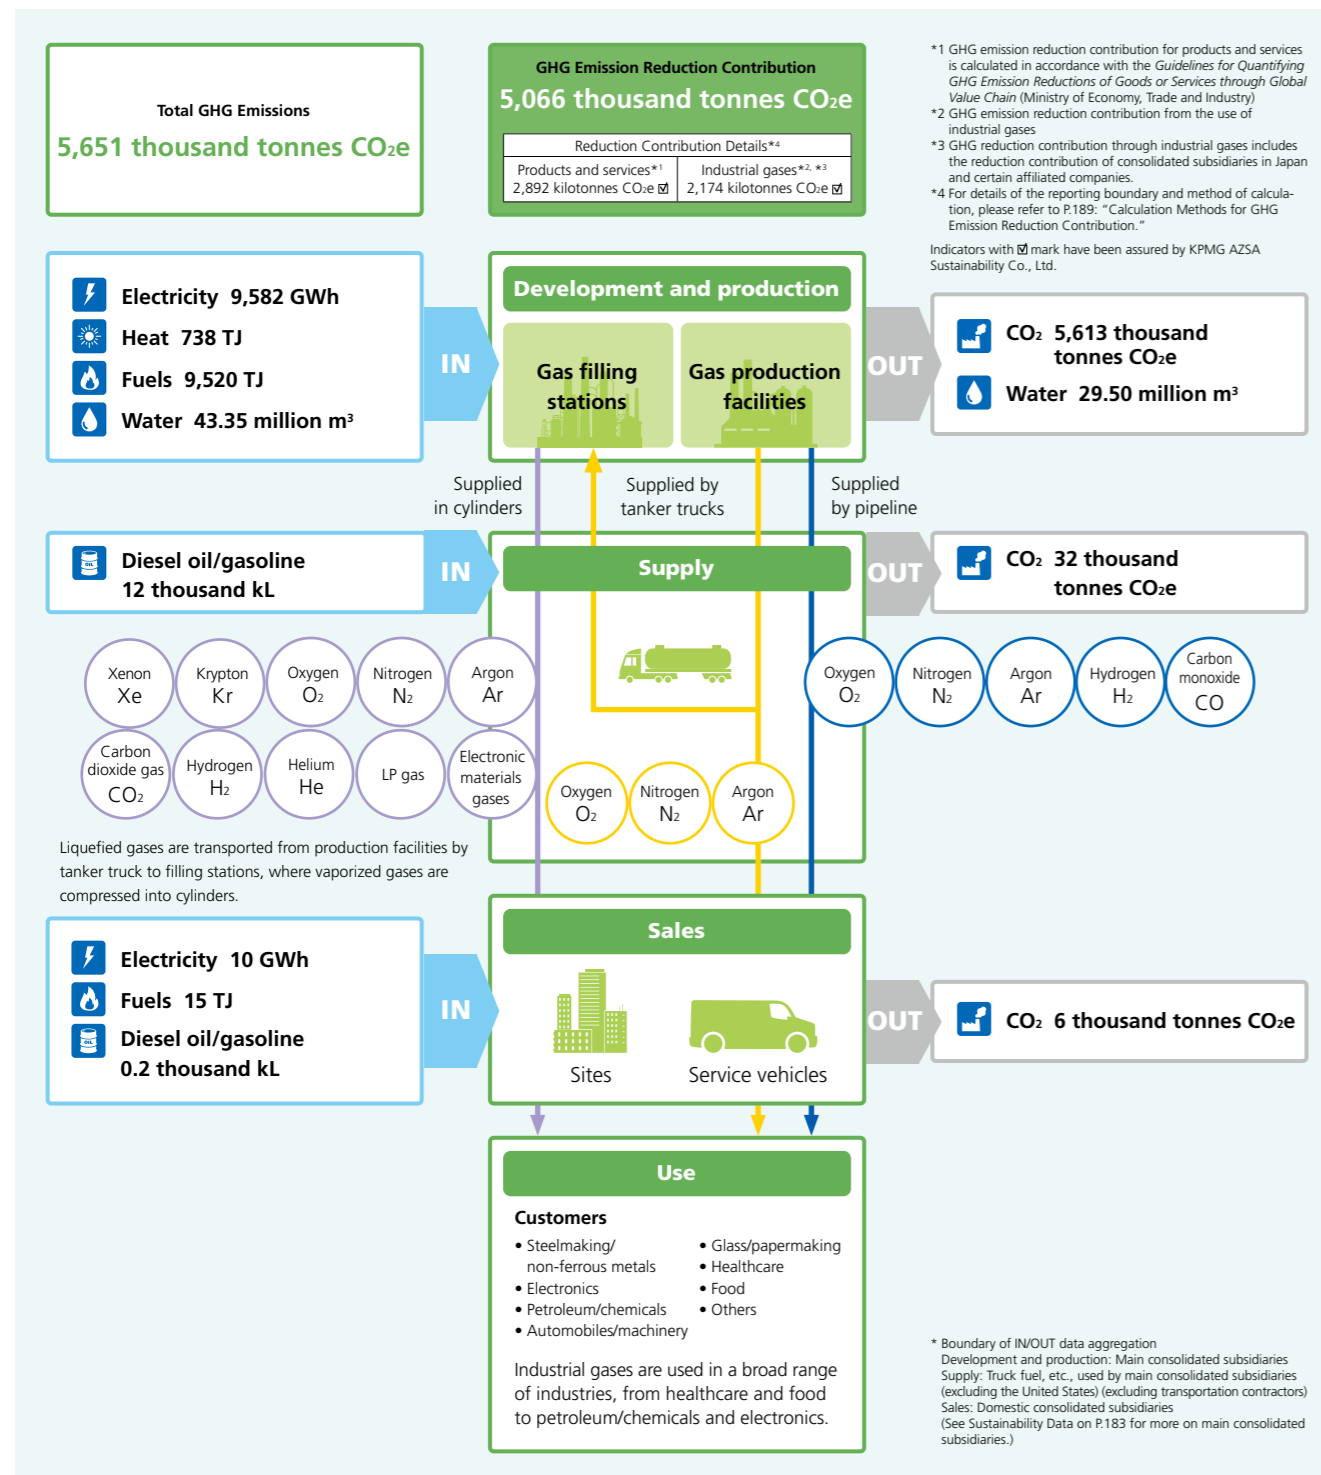 Total GHG Emissions
5,651 thousand tonnes CO₂e
GHG Emission Reduction Contribution
5,066 thousand tonnes CO₂e
Reduction Contribution Details*4
Products and services*1
2,892 kilotonnes CO₂e ☑
Industrial gases*2, *3
2,174 kilotonnes CO₂e ☑
*1 GHG emission reduction contribution for products and services
is calculated in accordance with the Guidelines for Quantifying
GHG Emission Reductions of Goods or Services through Global
Value Chain (Ministry of Economy, Trade and Industry)
*2 GHG emission reduction contribution from the use of
industrial gases
*3 GHG reduction contribution through industrial gases includes
the reduction contribution of consolidated subsidiaries in Japan
and certain affiliated companies.
*4 For details of the reporting boundary and method of calcula-
tion, please refer to P.189: “Calculation Methods for GHG
Emission Reduction Contribution.”
Indicators with ☑ mark have been assured by KPMG AZSA
Sustainability Co., Ltd.
Electricity 9,582 GWh
Heat 738 TJ
Fuels 9,520 TJ
Water 43.35 million m³
IN
Development and production
Gas filling
stations
Gas production
facilities
OUT
CO₂ 5,613 thousand
tonnes CO₂e
Water 29.50 million m³
Supplied
in cylinders
Supplied by
tanker trucks
Supplied
by pipeline
Diesel oil/gasoline
12 thousand kL
IN
Supply
OUT
CO₂ 32 thousand
tonnes CO₂e
Xenon
Xe
Krypton
Kr
Oxygen
O₂
Nitrogen
N₂
Argon
Ar
Carbon
dioxide gas
CO₂
Hydrogen
H₂
Helium
He
LP gas
Electronic
materials
gases
Oxygen
O₂
Nitrogen
N₂
Argon
Ar
Oxygen
O₂
Nitrogen
N₂
Argon
Ar
Hydrogen
H₂
Carbon
monoxide
CO
Liquefied gases are transported from production facilities by
tanker truck to filling stations, where vaporized gases are
compressed into cylinders.
Electricity 10 GWh
Fuels 15 TJ
Diesel oil/gasoline
0.2 thousand kL
IN
Sales
Sites
Service vehicles
OUT
CO₂ 6 thousand tonnes CO₂e
Use
Customers
• Steelmaking/
non-ferrous metals
• Electronics
• Petroleum/chemicals
• Automobiles/machinery
• Glass/papermaking
• Healthcare
• Food
• Others
Industrial gases are used in a broad range
of industries, from healthcare and food
to petroleum/chemicals and electronics.
* Boundary of IN/OUT data aggregation
Development and production: Main consolidated subsidiaries
Supply: Truck fuel, etc., used by main consolidated subsidiaries
(excluding the United States) (excluding transportation contractors)
Sales: Domestic consolidated subsidiaries
(See Sustainability Data on P.183 for more on main consolidated
subsidiaries.)